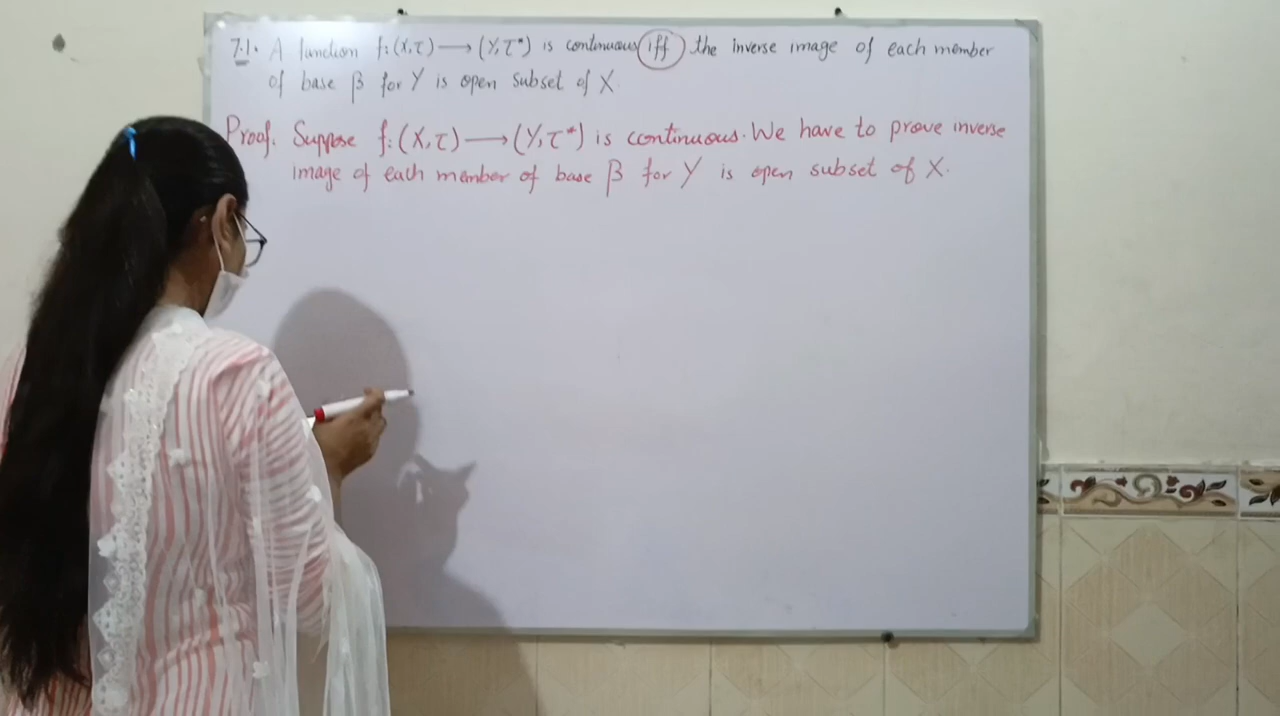 7.1. A function f:(X,τ)⟶(Y,τ*) is continuous iff the inverse image of each member
of base β for Y is open subset of X.
Proof. Suppose f:(X,τ)⟶(Y,τ*) is continuous. We have to prove inverse
image of each member of base β for Y is open subset of X.